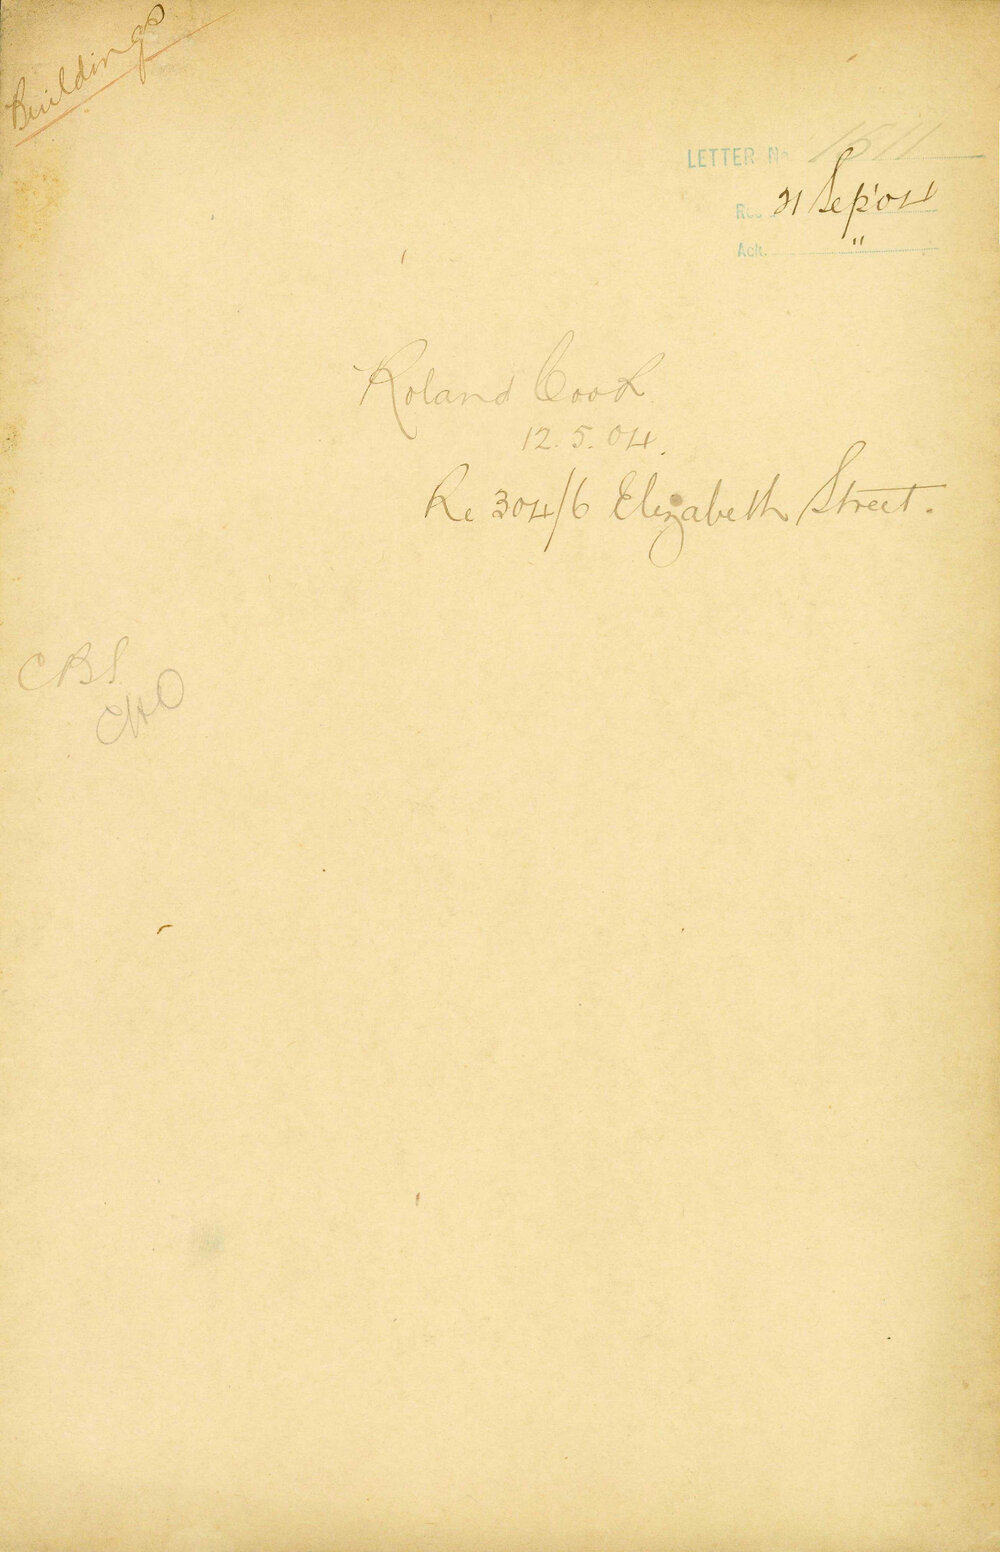 Buildings
LETTER No. 1511
Rec 21 Sep '04
Ack. "
Roland Cook
12.5.04.
Re 304/6 Elizabeth Street.
CBS
CHO